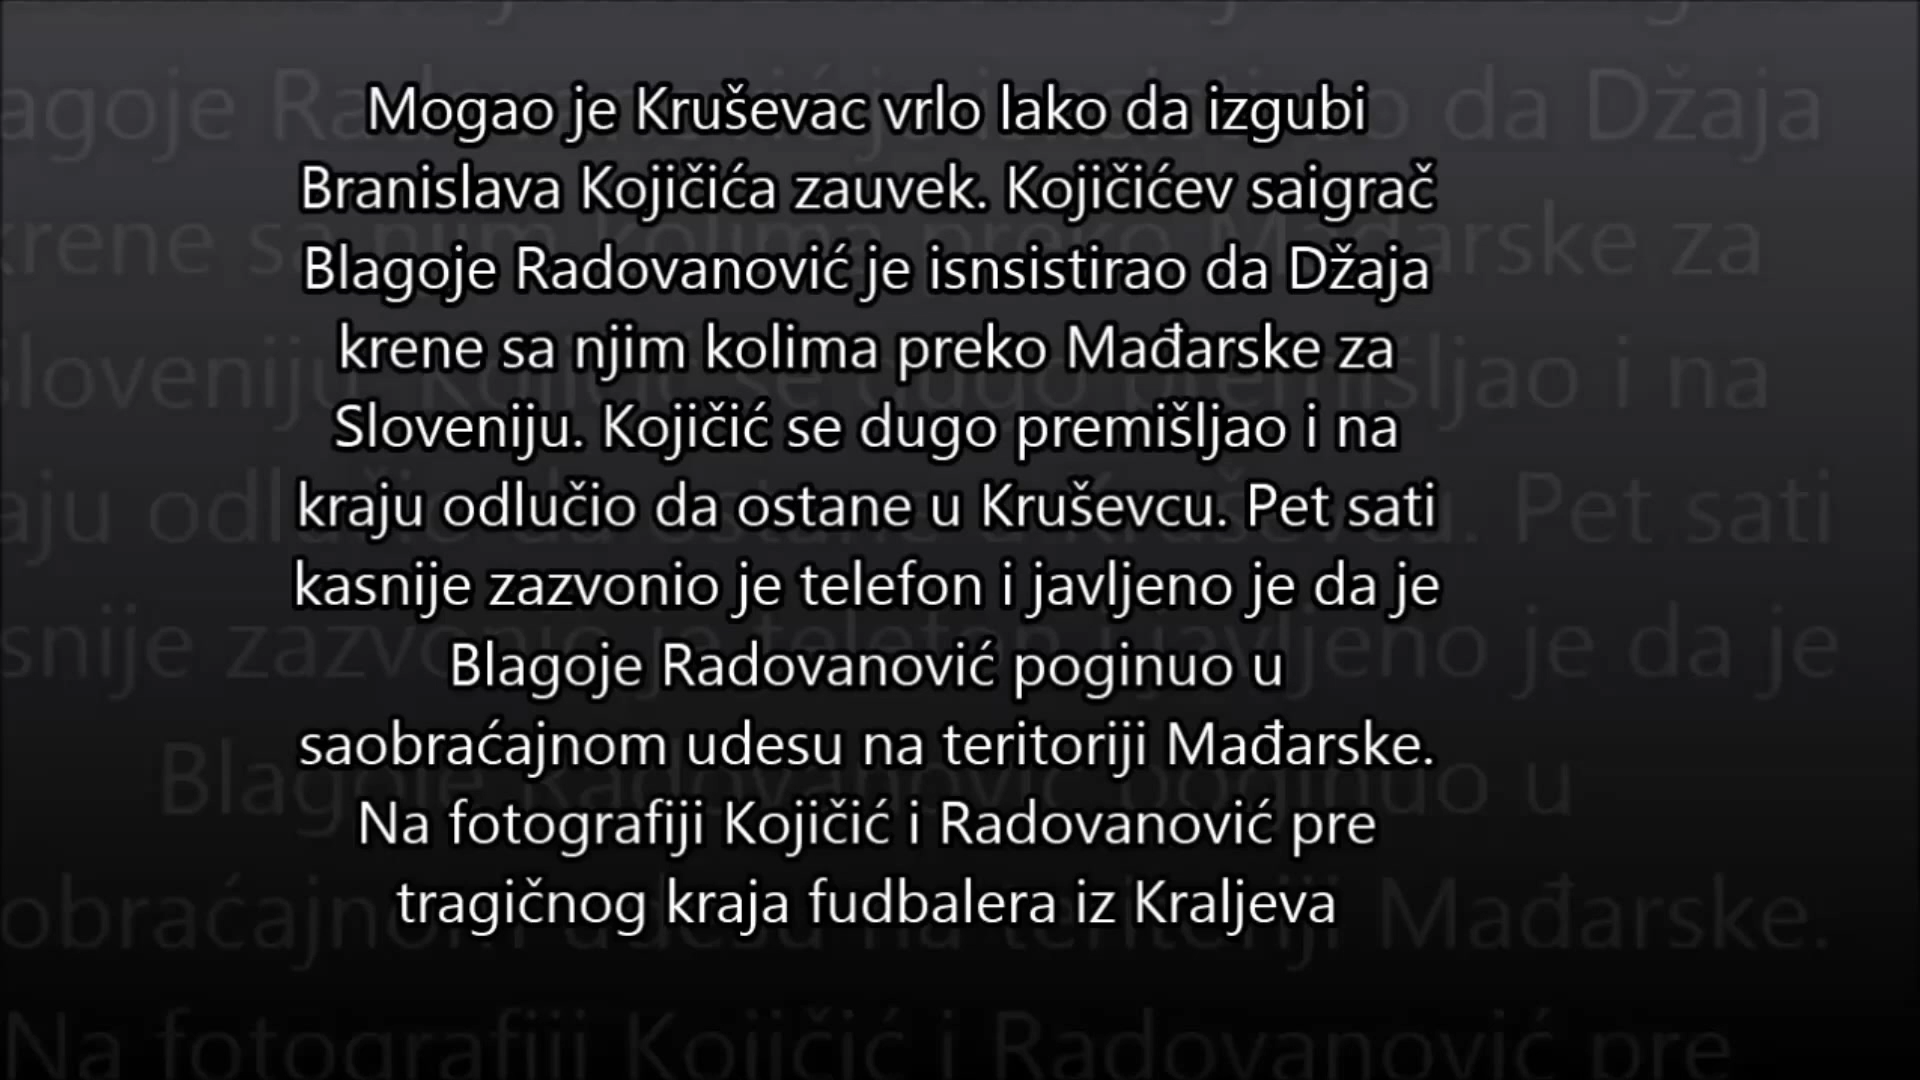 Mogao je Kruševac vrlo lako da izgubi
Branislava Kojičića zauvek. Kojičićev saigrač
Blagoje Radovanović je isnsistirao da Džaja
krene sa njim kolima preko Mađarske za
Sloveniju. Kojičić se dugo premišljao i na
kraju odlučio da ostane u Kruševcu. Pet sati
kasnije zazvonio je telefon i javljeno je da je
Blagoje Radovanović poginuo u
saobraćajnom udesu na teritoriji Mađarske.
Na fotografiji Kojičić i Radovanović pre
tragičnog kraja fudbalera iz Kraljeva